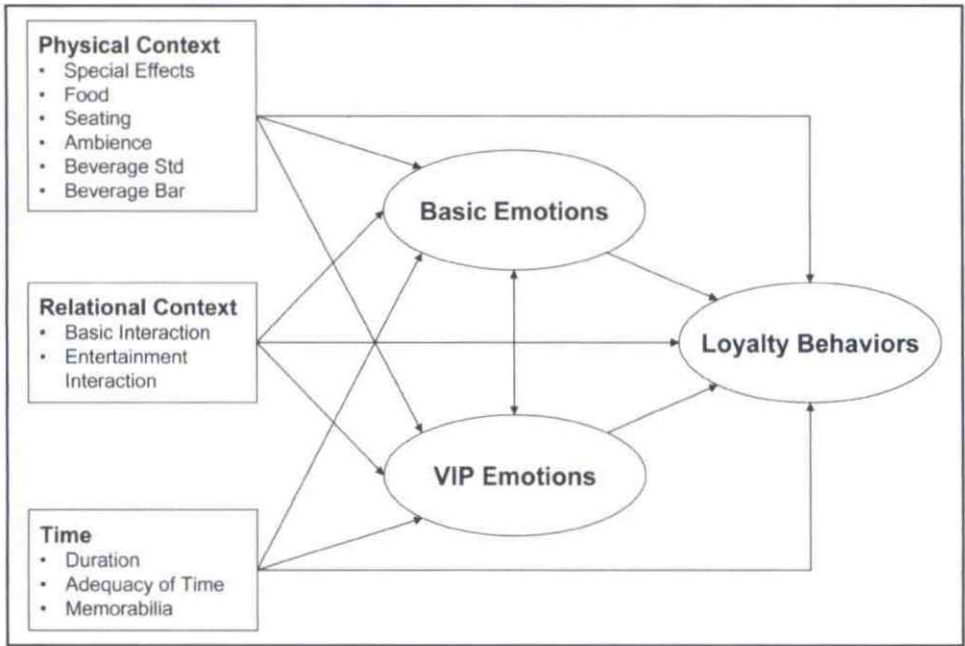 Physical Context
• Special Effects
• Food
• Seating
• Ambience
• Beverage Std
• Beverage Bar
Basic Emotions
Relational Context
• Basic Interaction
• Entertainment
Interaction
Loyalty Behaviors
VIP Emotions
Time
• Duration
• Adequacy of Time
• Memorabilia